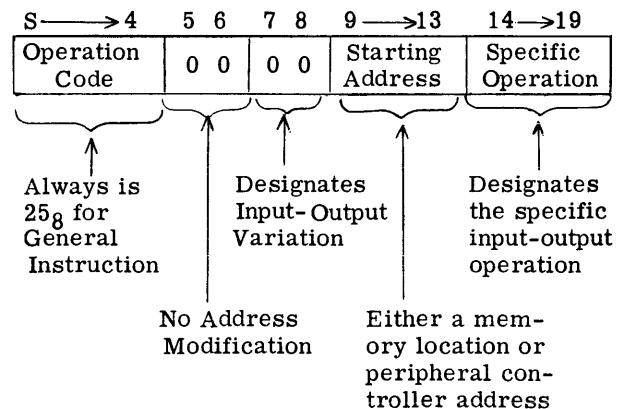 S → 4 5 6 7 8 9 → 13 14 → 19
Operation Code 0 0 0 0 Starting Address Specific Operation
Always is
25₈ for
General
Instruction
Designates
Input-Output
Variation
Designates
the specific
input-output
operation
No Address
Modification
Either a mem-
ory location or
peripheral con-
troller address